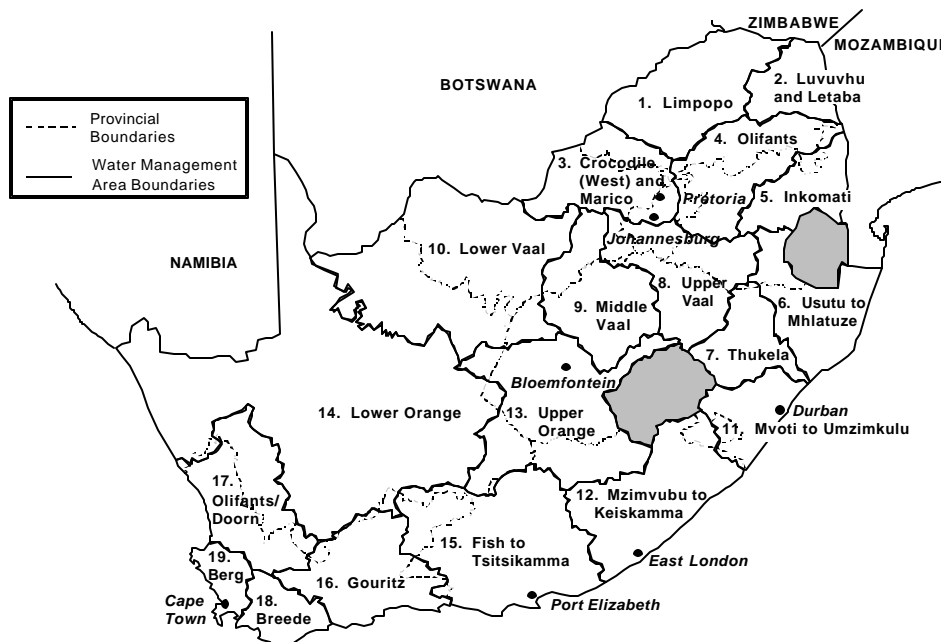 ZIMBABWE
MOZAMBIQUE
BOTSWANA
2. Luvuvhu
and Letaba
1. Limpopo
Provincial
Boundaries
Water Management
Area Boundaries
4. Olifants
3. Crocodile
(West) and
Marico
Pretoria
5. Inkomati
Johannesburg
10. Lower Vaal
NAMIBIA
8. Upper
Vaal
9. Middle
Vaal
6. Usutu to
Mhlatuze
7. Thukela
Bloemfontein
14. Lower Orange
13. Upper
Orange
Durban
11. Mvoti to Umzimkulu
17.
Olifants/
Doorn
12. Mzimvubu to
Keiskamma
15. Fish to
Tsitsikamma
19.
Berg
East London
16. Gouritz
Cape
Town
18.
Breede
Port Elizabeth